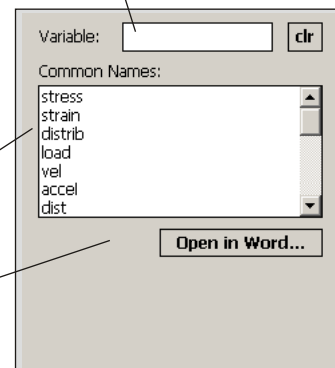 Variable: clr
Common Names:
stress
strain
distrib
load
vel
accel
dist
Open in Word...